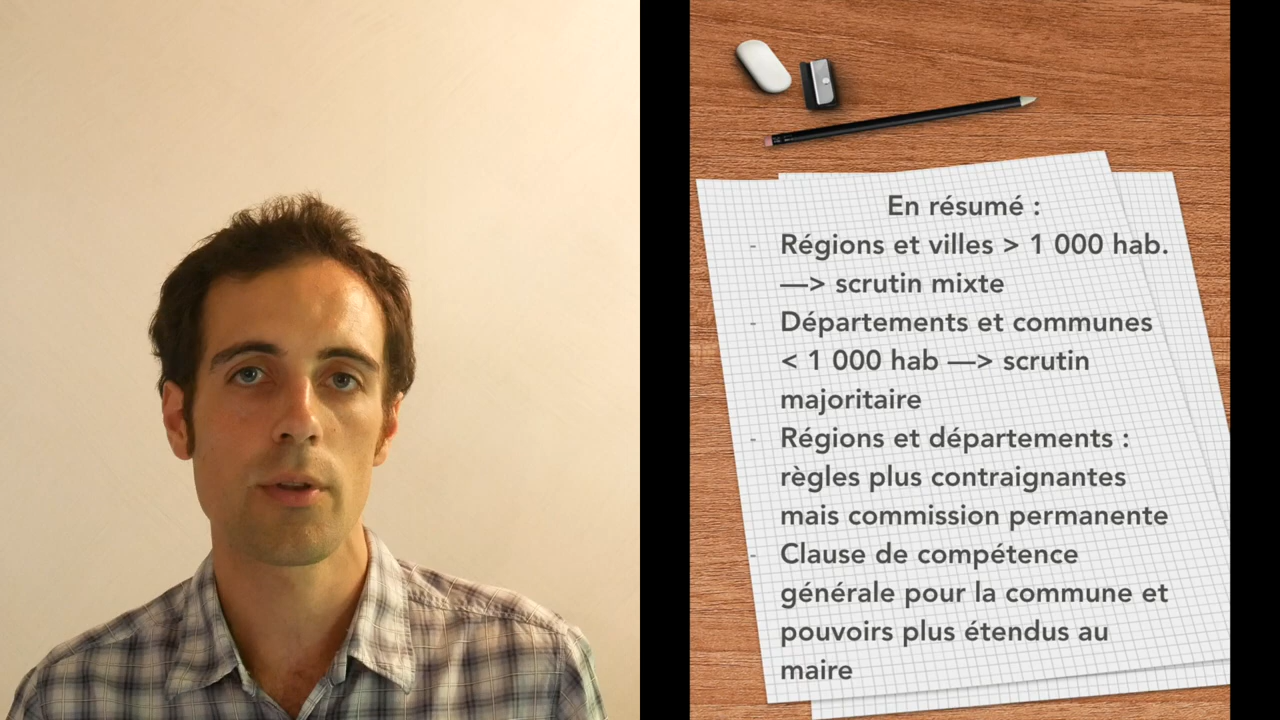 En résumé :
- Régions et villes > 1 000 hab.
—> scrutin mixte
- Départements et communes
< 1 000 hab —> scrutin
majoritaire
- Régions et départements :
règles plus contraignantes
mais commission permanente
- Clause de compétence
générale pour la commune et
pouvoirs plus étendus au
maire